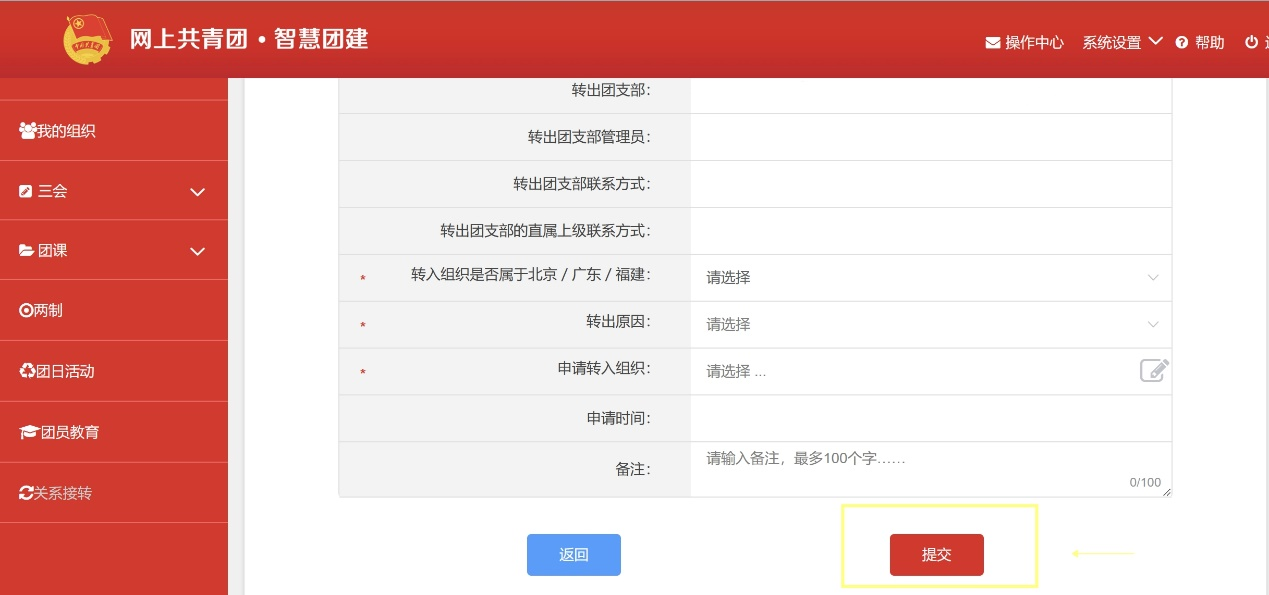 网上共青团·智慧团建
操作中心 系统设置 帮助
我的组织
三会
团课
两制
团日活动
团员教育
关系接转
转出团支部：
转出团支部管理员：
转出团支部联系方式：
转出团支部的直属上级联系方式：
* 转入组织是否属于北京 / 广东 / 福建： 请选择
* 转出原因： 请选择
* 申请转入组织： 请选择 ...
申请时间：
备注： 请输入备注，最多100个字……
0/100
返回 提交